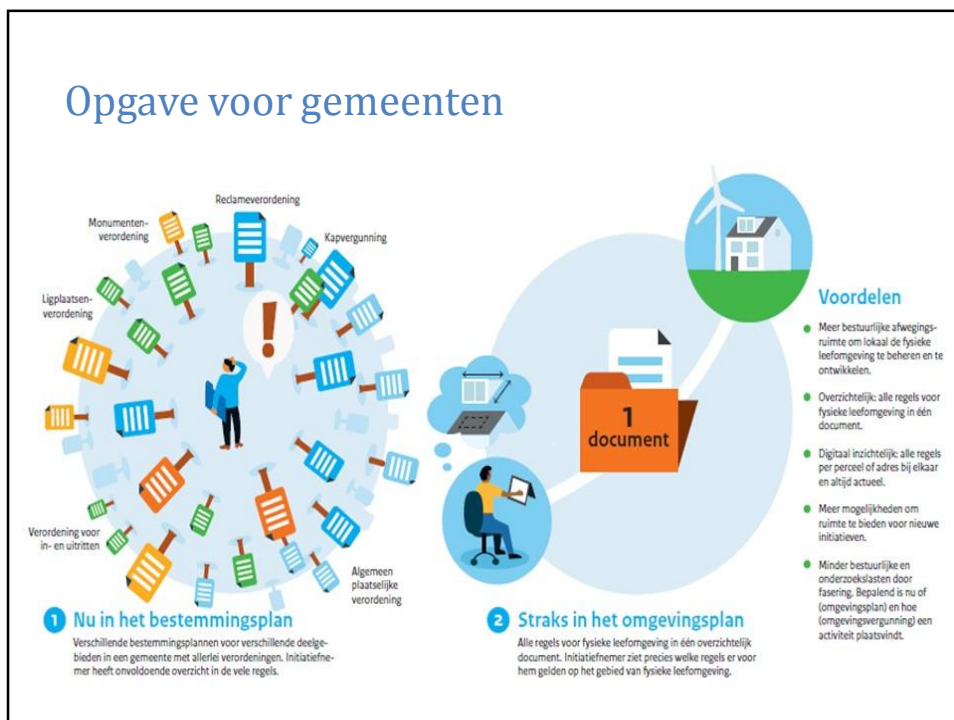 Opgave voor gemeenten
Reclameverordening
Monumenten-
verordening
Kapvergunning
Ligplaatsen-
verordening
Verordening voor
in- en uitritten
Algemeen
plaatselijke
verordening
1 Nu in het bestemmingsplan
Verschillende bestemmingsplannen voor verschillende deelge-
bieden in een gemeente met allerlei verordeningen. Initiatiefne-
mer heeft onvoldoende overzicht in de vele regels.
1
document
2 Straks in het omgevingsplan
Alle regels voor fysieke leefomgeving in één overzichtelijk
document. Initiatiefnemer ziet precies welke regels er voor
hem gelden op het gebied van fysieke leefomgeving.
Voordelen
Meer bestuurlijke afwegings-
ruimte om lokaal de fysieke
leefomgeving te beheren en te
ontwikkelen.
Overzichtelijk: alle regels voor
fysieke leefomgeving in één
document.
Digitaal inzichtelijk: alle regels
per perceel of adres bij elkaar
en altijd actueel.
Meer mogelijkheden om
ruimte te bieden voor nieuwe
initiatieven.
Minder bestuurlijke en
onderzoekslasten door
fasering. Bepalend is nu of
(omgevingsplan) en hoe
(omgevingsvergunning) een
activiteit plaatsvindt.